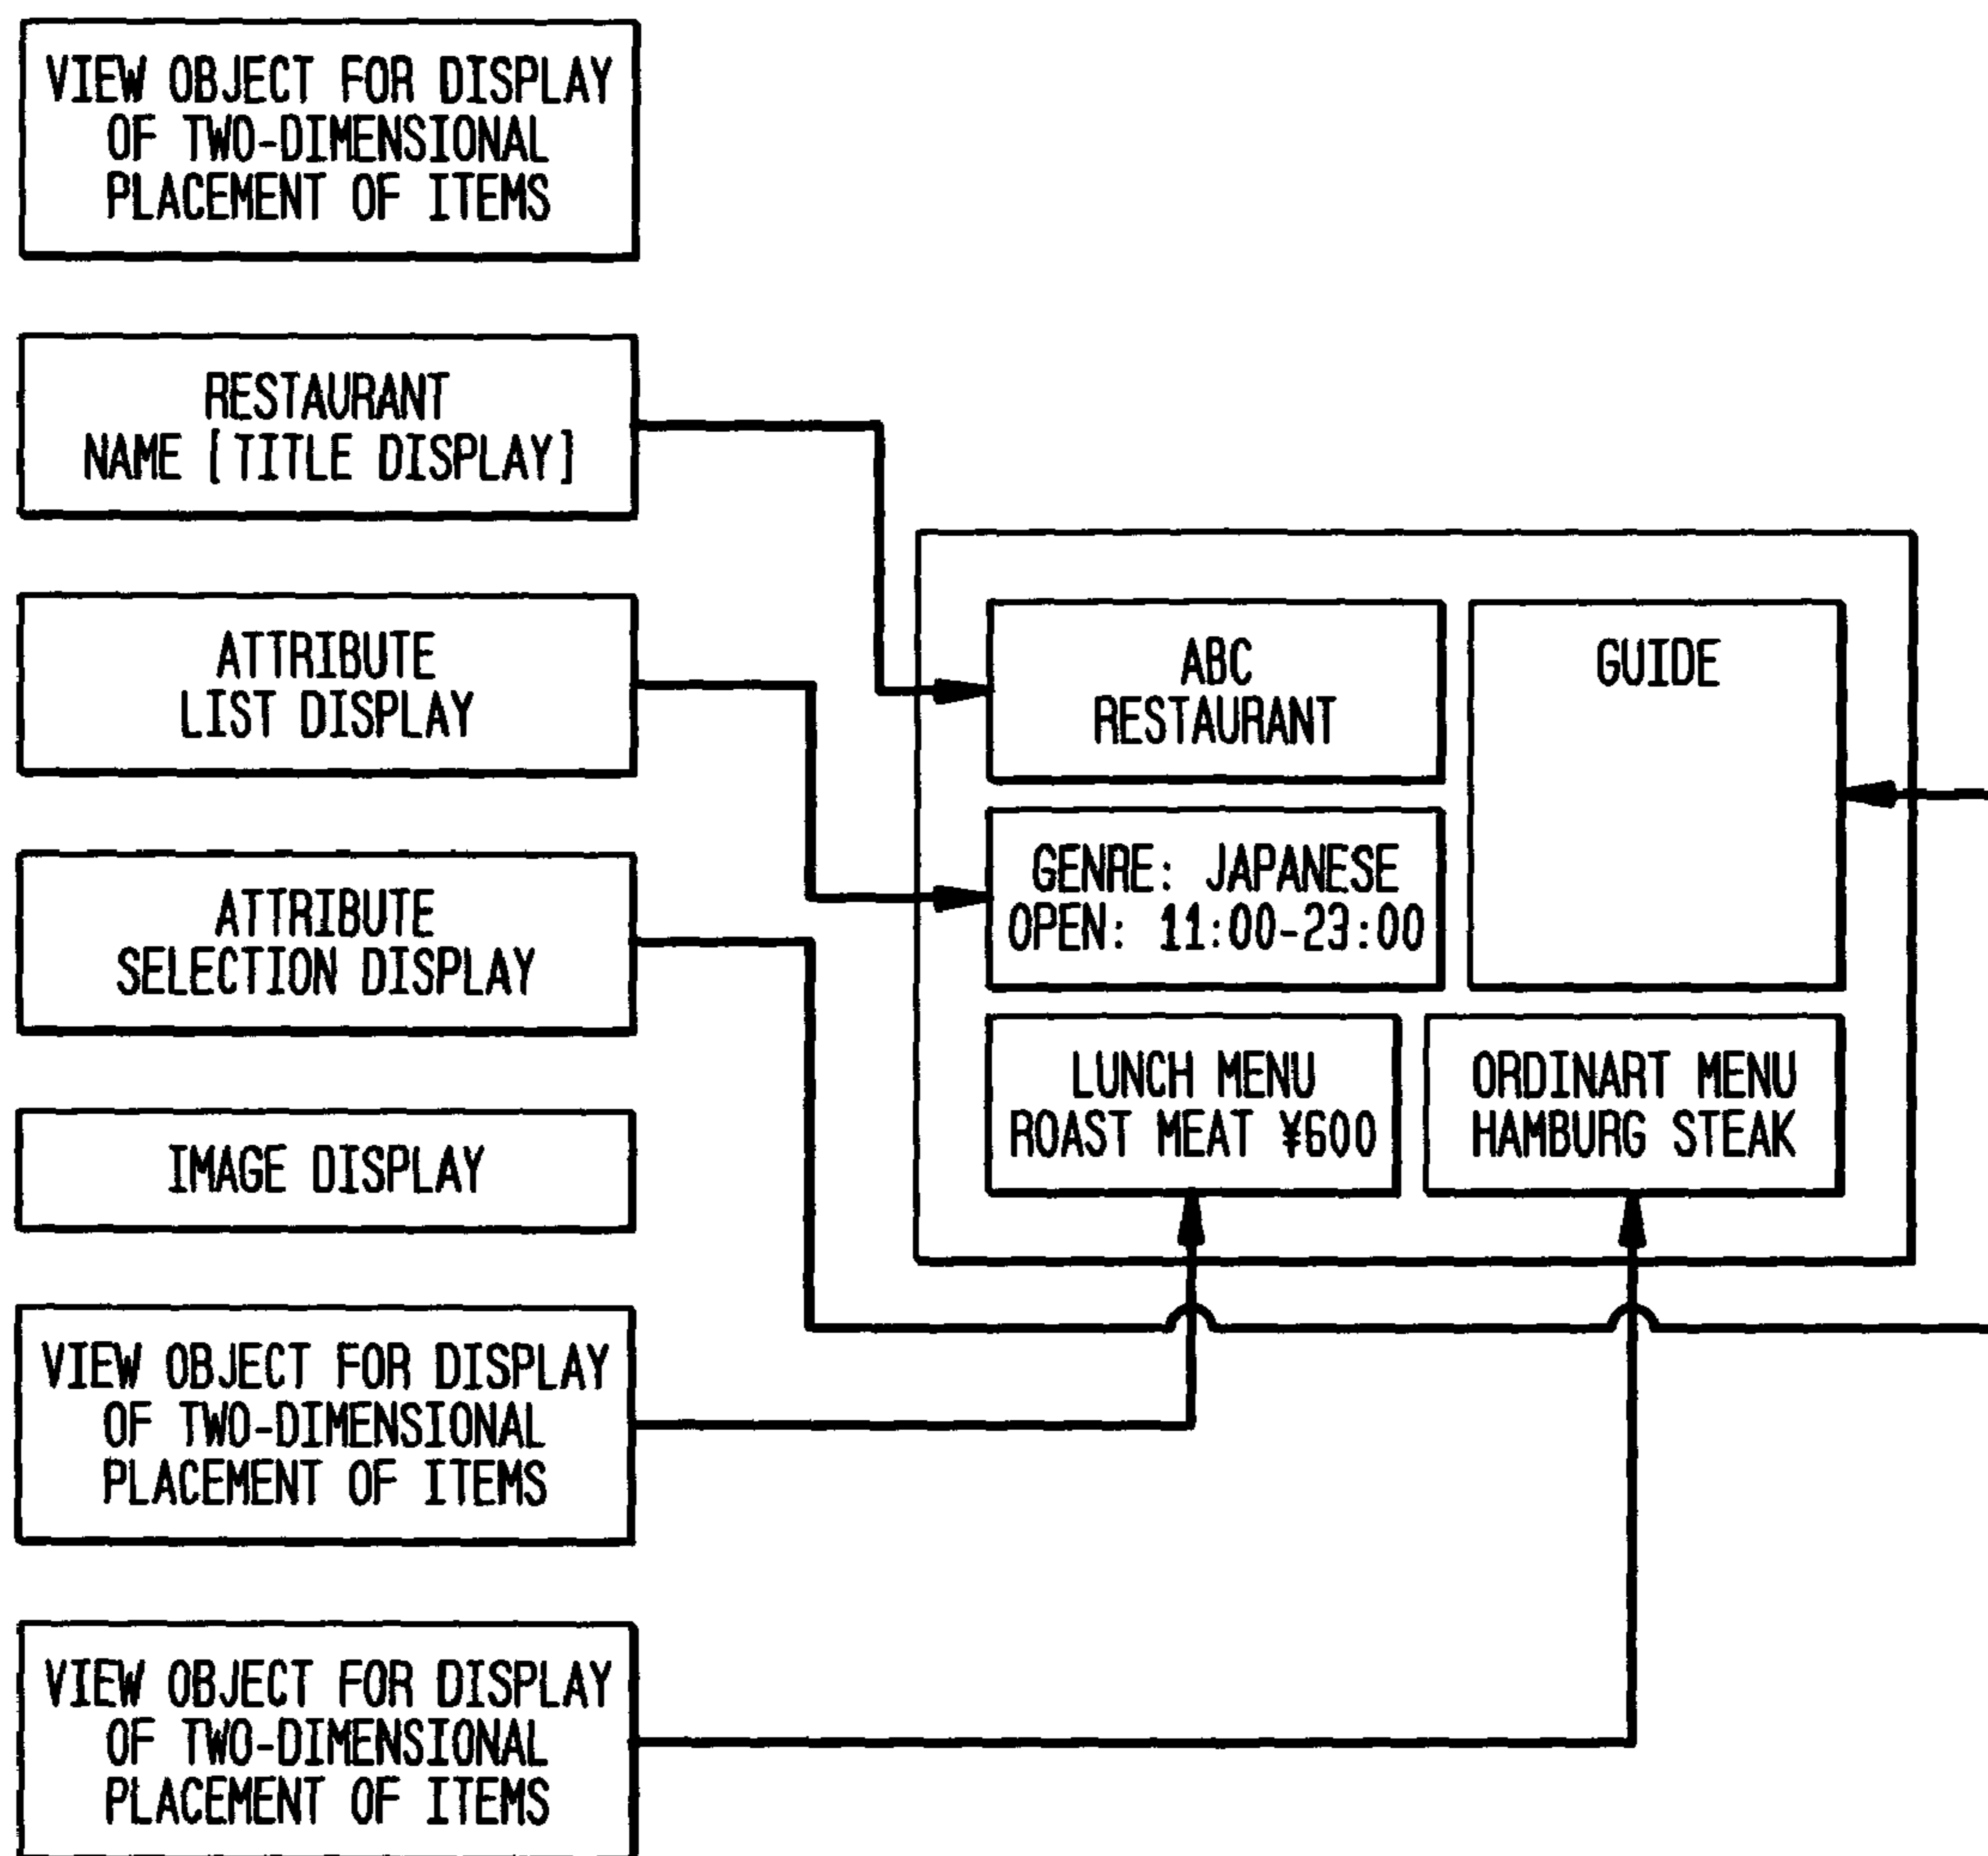 VIEW OBJECT FOR DISPLAY
OF TWO-DIMENSIONAL
PLACEMENT OF ITEMS
RESTAURANT
NAME [TITLE DISPLAY]
ATTRIBUTE
LIST DISPLAY
ATTRIBUTE
SELECTION DISPLAY
IMAGE DISPLAY
VIEW OBJECT FOR DISPLAY
OF TWO-DIMENSIONAL
PLACEMENT OF ITEMS
VIEW OBJECT FOR DISPLAY
OF TWO-DIMENSIONAL
PLACEMENT OF ITEMS
ABC
RESTAURANT
GUIDE
GENRE: JAPANESE
OPEN: 11:00-23:00
LUNCH MENU
ROAST MEAT ¥600
ORDINART MENU
HAMBURG STEAK